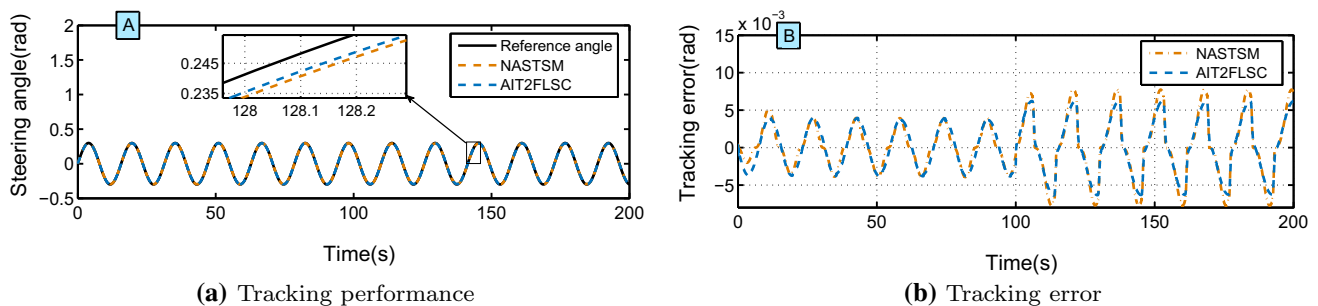 A
Steering angle(rad)
2
1.5
1
0.5
0
−0.5
0
50
100
150
200
Time(s)
0.245
0.235
128
128.1
128.2
Reference angle
NASTSM
AIT2FLSC
(a) Tracking performance
x 10⁻³
B
Tracking error(rad)
15
10
5
0
−5
0
50
100
150
200
Time(s)
NASTSM
AIT2FLSC
(b) Tracking error